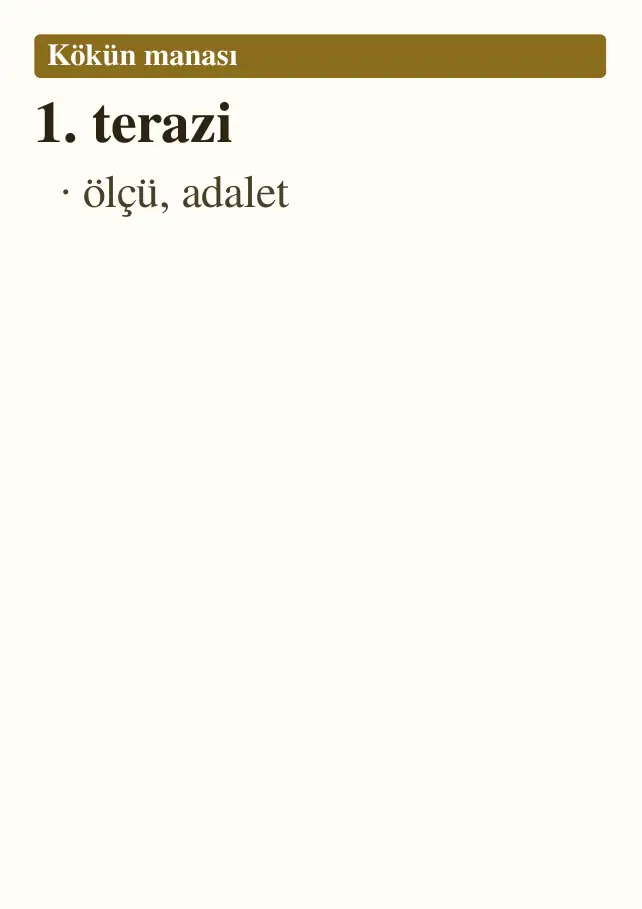 Kökün manası
1. terazi
· ölçü, adalet